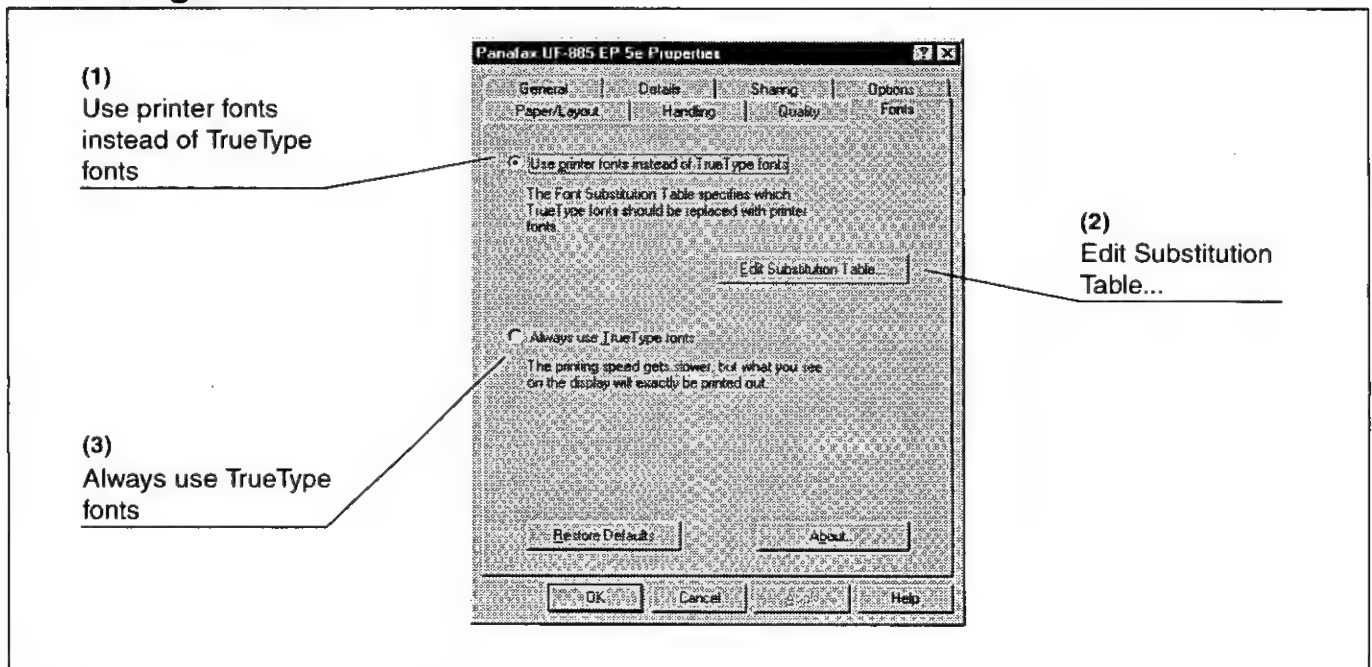 (1)
Use printer fonts
instead of TrueType
fonts
Panafax UF-885 EP 5e Properties
General Details Sharing Options
Paper/Layout Handling Quality Fonts
Use printer fonts instead of TrueType fonts
The Font Substitution Table specifies which
TrueType fonts should be replaced with printer
fonts.
Edit Substitution Table...
(2)
Edit Substitution
Table...
Always use TrueType fonts
The printing speed gets slower, but what you see
on the display will exactly be printed out.
(3)
Always use TrueType
fonts
Restore Defaults About...
OK Cancel Help